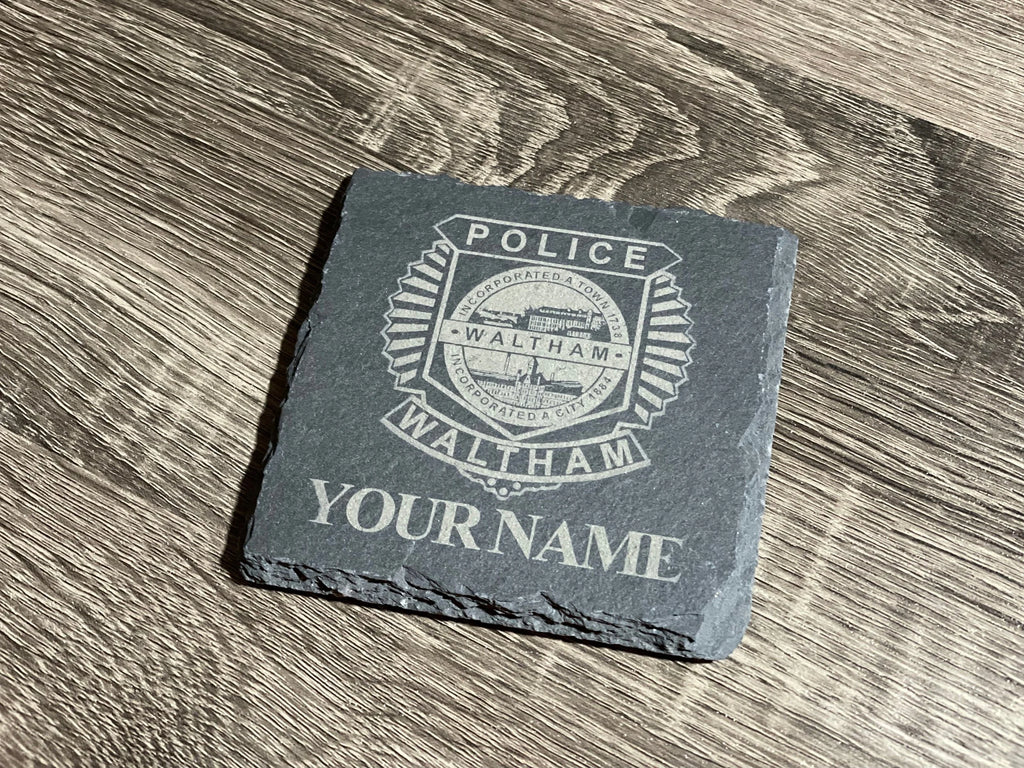 POLICE
INCORPORATED A TOWN 1738
• WALTHAM •
INCORPORATED A CITY 1884
WALTHAM
YOUR NAME